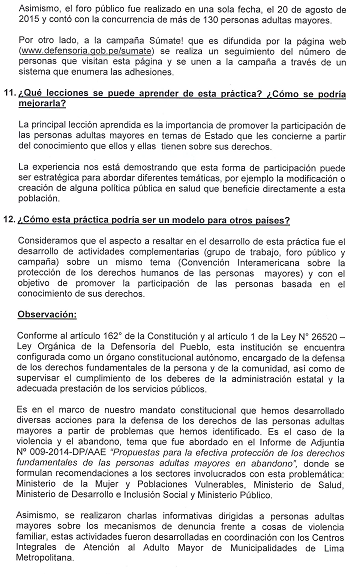 Asimismo, el foro público fue realizado en una sola fecha, el 20 de agosto de
2015 y contó con la concurrencia de más de 130 personas adultas mayores.
Por otro lado, a la campaña Súmate! que es difundida por la página web
(www.defensoria.gob.pe/sumate) se realiza un seguimiento del número de
personas que visitan esta página y se unen a la campaña a través de un
sistema que enumera las adhesiones.
11. ¿Qué lecciones se puede aprender de esta práctica? ¿Cómo se podría
mejorarla?
La principal lección aprendida es la importancia de promover la participación de
las personas adultas mayores en temas de Estado que les concierne a partir
del conocimiento que ellos y ellas tienen sobre sus derechos.
La experiencia nos está demostrando que esta forma de participación puede
ser estratégica para abordar diferentes temáticas, por ejemplo la modificación o
creación de alguna política pública en salud que beneficie directamente a esta
población.
12. ¿Cómo esta práctica podría ser un modelo para otros países?
Consideramos que el aspecto a resaltar en el desarrollo de esta práctica fue el
desarrollo de actividades complementarias (grupo de trabajo, foro público y
campaña) sobre un mismo tema (Convención Interamericana sobre la
protección de los derechos humanos de las personas mayores) y con el
objetivo de promover la participación de las personas basada en el
conocimiento de sus derechos.
Observación:
Conforme al artículo 162° de la Constitución y al artículo 1 de la Ley N° 26520 –
Ley Orgánica de la Defensoría del Pueblo, esta institución se encuentra
configurada como un órgano constitucional autónomo, encargado de la defensa
de los derechos fundamentales de la persona y de la comunidad, así como de
supervisar el cumplimiento de los deberes de la administración estatal y la
adecuada prestación de los servicios públicos.
Es en el marco de nuestro mandato constitucional que hemos desarrollado
diversas acciones para la defensa de los derechos de las personas adultas
mayores a partir de problemas que hemos identificado. Es el caso de la
violencia y el abandono, tema que fue abordado en el Informe de Adjuntía
Nº 009-2014-DP/AAE "Propuestas para la efectiva protección de los derechos
fundamentales de las personas adultas mayores en abandono", donde se
formulan recomendaciones a los sectores involucrados con esta problemática:
Ministerio de la Mujer y Poblaciones Vulnerables, Ministerio de Salud,
Ministerio de Desarrollo e Inclusión Social y Ministerio Público.
Asimismo, se realizaron charlas informativas dirigidas a personas adultas
mayores sobre los mecanismos de denuncia frente a cosas de violencia
familiar, estas actividades fueron desarrolladas en coordinación con los Centros
Integrales de Atención al Adulto Mayor de Municipalidades de Lima
Metropolitana.